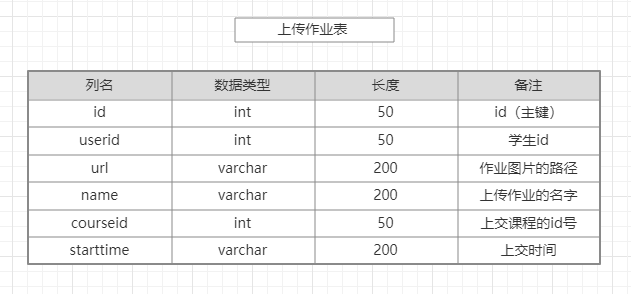 上传作业表
列名 数据类型 长度 备注
id int 50 id（主键）
userid int 50 学生id
url varchar 200 作业图片的路径
name varchar 200 上传作业的名字
courseid int 50 上交课程的id号
starttime varchar 200 上交时间